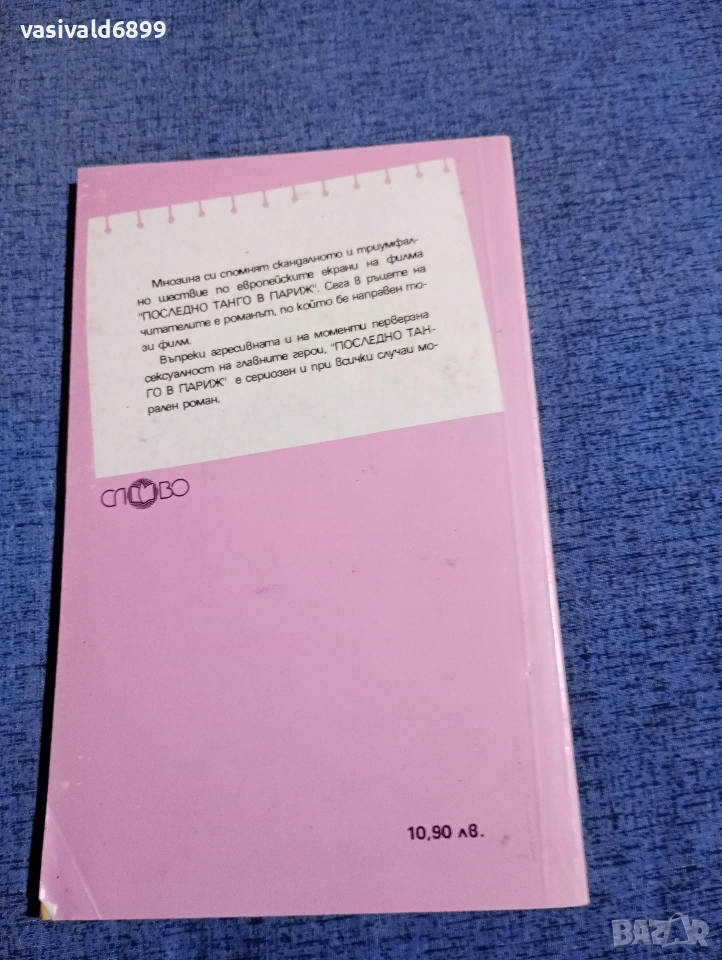 vasivald6899
Мнозина си спомнят скандалното и триумфал-
но шествие по европейските екрани на филма
"ПОСЛЕДНО ТАНГО В ПАРИЖ". Сега в ръцете на
читателите е романът, по който бе направен то-
зи филм.
Въпреки агресивната и на моменти перверзна
сексуалност на главните герои, "ПОСЛЕДНО ТАН-
ГО В ПАРИЖ" е сериозен и при всички случаи мо-
рален роман.
СЛОВО
10,90 лв.
BAZAR